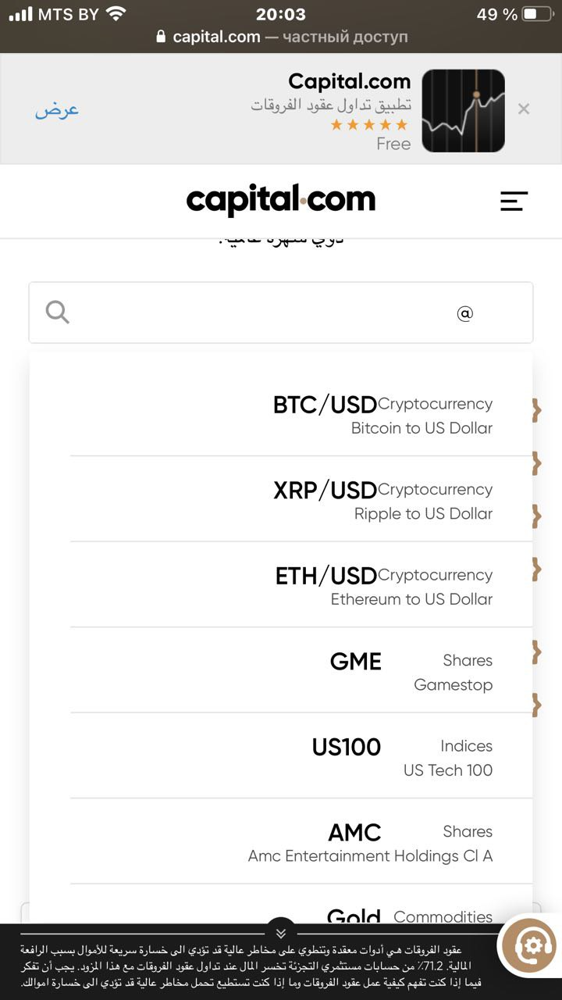 MTS BY 20:03 49 %
capital.com — частный доступ
Capital.com
تطبيق تداول عقود الفروقات
عرض
Free
capital.com
ذوي شهرة عالمية.
@
BTC/USD Cryptocurrency
Bitcoin to US Dollar
XRP/USD Cryptocurrency
Ripple to US Dollar
ETH/USD Cryptocurrency
Ethereum to US Dollar
GME Shares
Gamestop
US100 Indices
US Tech 100
AMC Shares
Amc Entertainment Holdings Cl A
Gold Commodities
عقود الفروقات هي أدوات معقدة وتنطوي على مخاطر عالية قد تؤدي الى خسارة سريعة للأموال بسبب الرافعة
المالية. 71.2٪ من حسابات مستثمري التجزئة تخسر المال عند تداول عقود الفروقات مع هذا المزود. يجب أن تفكر
فيما إذا كنت تفهم كيفية عمل عقود الفروقات وما إذا كنت تستطيع تحمل مخاطر عالية قد تؤدي الى خسارة اموالك.